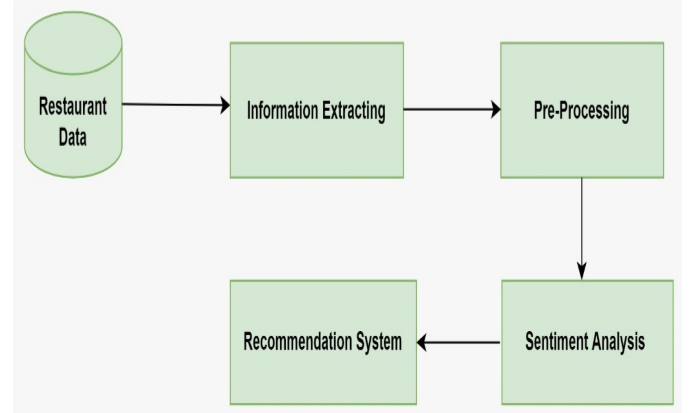 Restaurant
Data
Information Extracting
Pre-Processing
Recommendation System
Sentiment Analysis